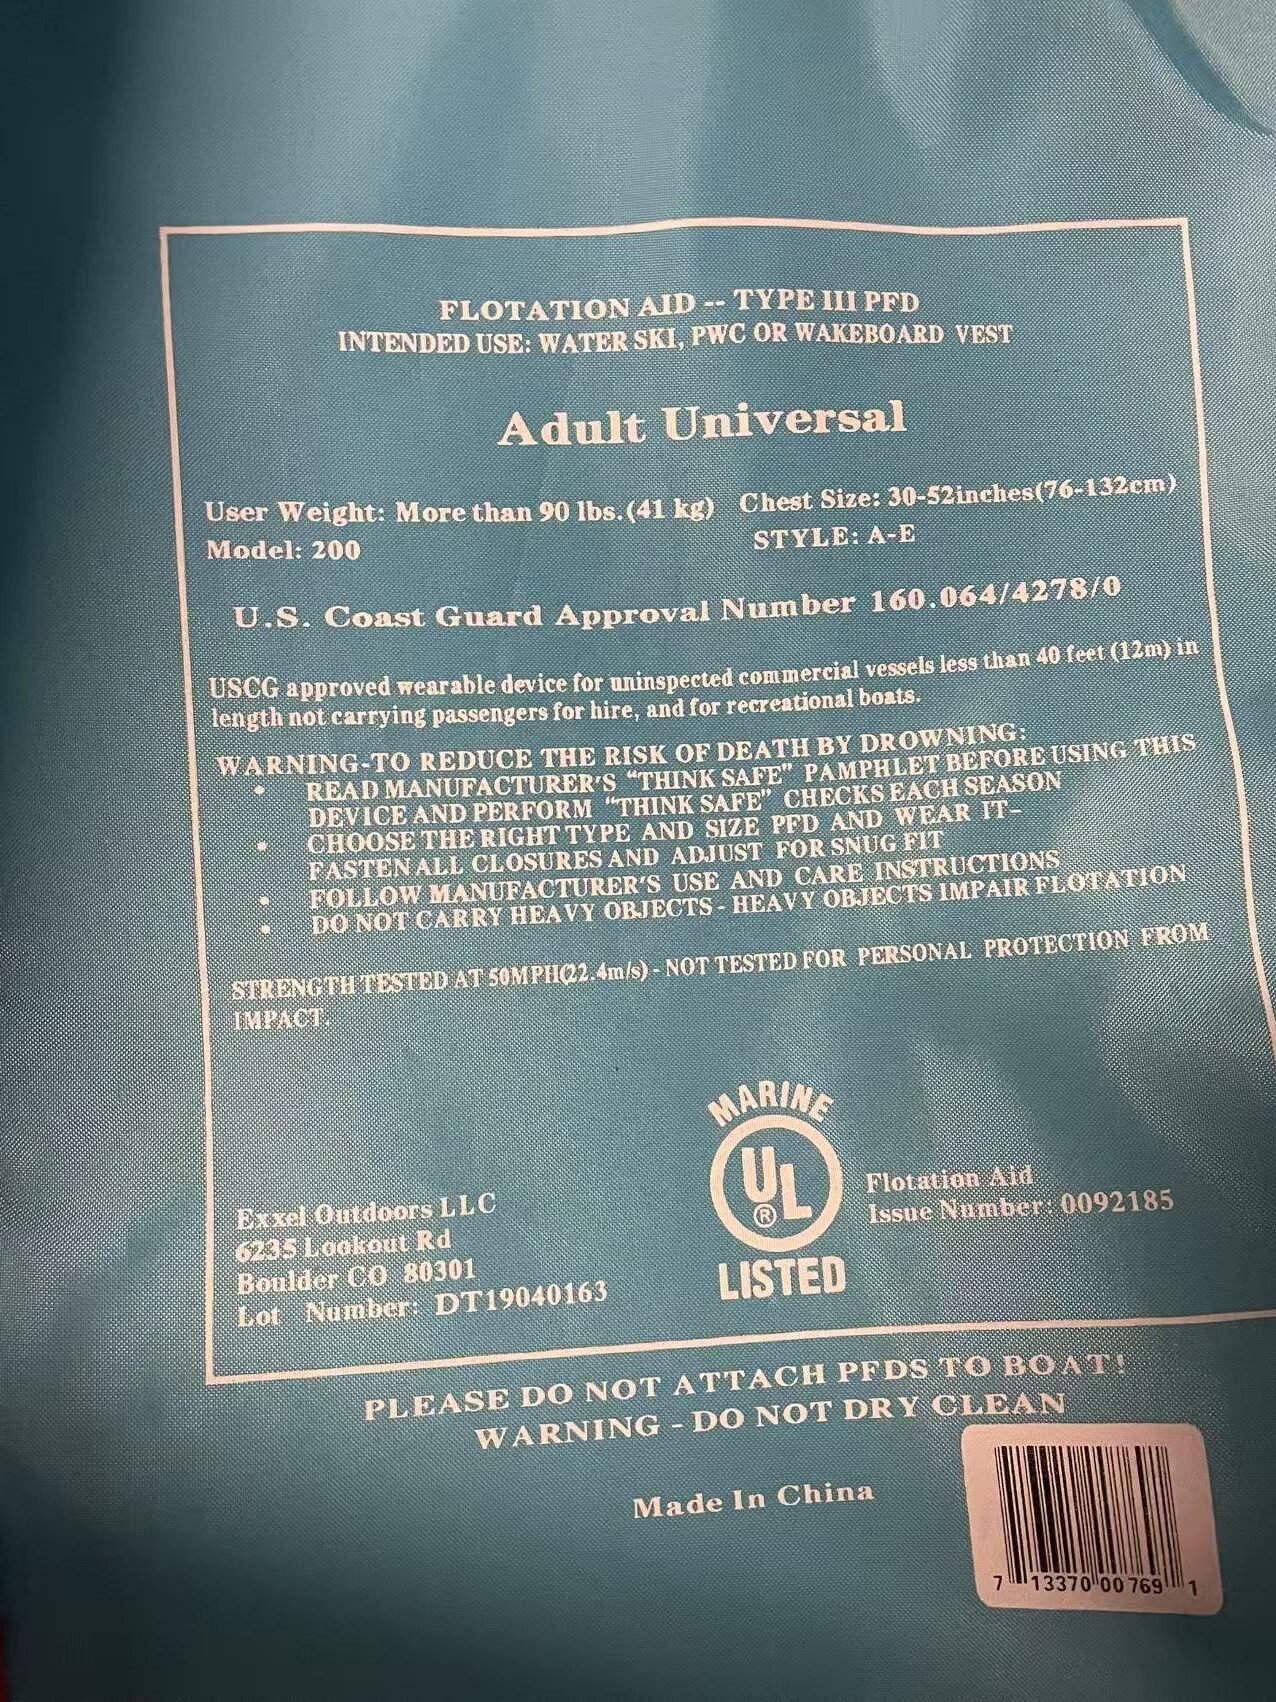 FLOTATION AID -- TYPE III PFD
INTENDED USE: WATER SKI, PWC OR WAKEBOARD VEST
Adult Universal
User Weight: More than 90 lbs.(41 kg) Chest Size: 30-52inches(76-132cm)
Model: 200 STYLE: A-E
U.S. Coast Guard Approval Number 160.064/4278/0
USCG approved wearable device for uninspected commercial vessels less than 40 feet (12m) in
length not carrying passengers for hire, and for recreational boats.
WARNING-TO REDUCE THE RISK OF DEATH BY DROWNING:
• READ MANUFACTURER'S "THINK SAFE" PAMPHLET BEFORE USING THIS
DEVICE AND PERFORM "THINK SAFE" CHECKS EACH SEASON
• CHOOSE THE RIGHT TYPE AND SIZE PFD AND WEAR IT-
FASTEN ALL CLOSURES AND ADJUST FOR SNUG FIT
• FOLLOW MANUFACTURER'S USE AND CARE INSTRUCTIONS
• DO NOT CARRY HEAVY OBJECTS - HEAVY OBJECTS IMPAIR FLOTATION
STRENGTH TESTED AT 50MPH(22.4m/s) - NOT TESTED FOR PERSONAL PROTECTION FROM
IMPACT.
MARINE
UL
®
LISTED
Flotation Aid
Issue Number: 0092185
Exxel Outdoors LLC
6235 Lookout Rd
Boulder CO 80301
Lot Number: DT19040163
PLEASE DO NOT ATTACH PFDS TO BOAT!
WARNING - DO NOT DRY CLEAN
Made In China
7 13370 00769 1